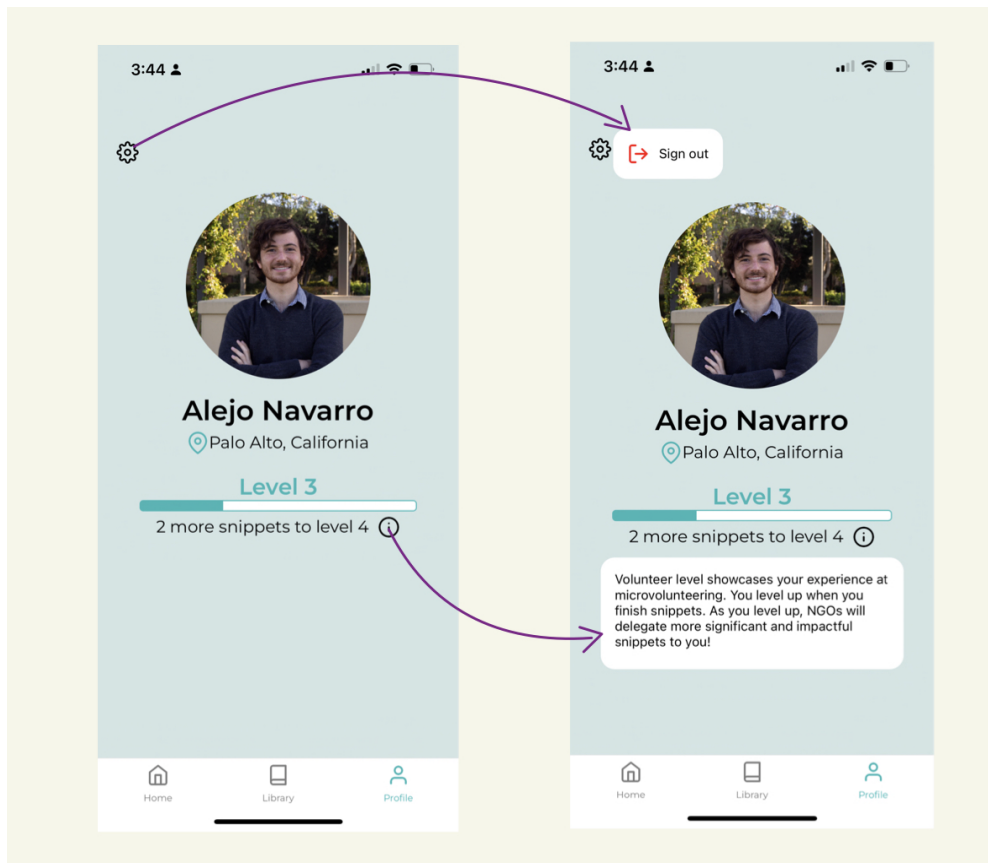 3:44
Alejo Navarro
Palo Alto, California
Level 3
2 more snippets to level 4
Home
Library
Profile
3:44
Sign out
Alejo Navarro
Palo Alto, California
Level 3
2 more snippets to level 4
Volunteer level showcases your experience at
microvolunteering. You level up when you
finish snippets. As you level up, NGOs will
delegate more significant and impactful
snippets to you!
Home
Library
Profile